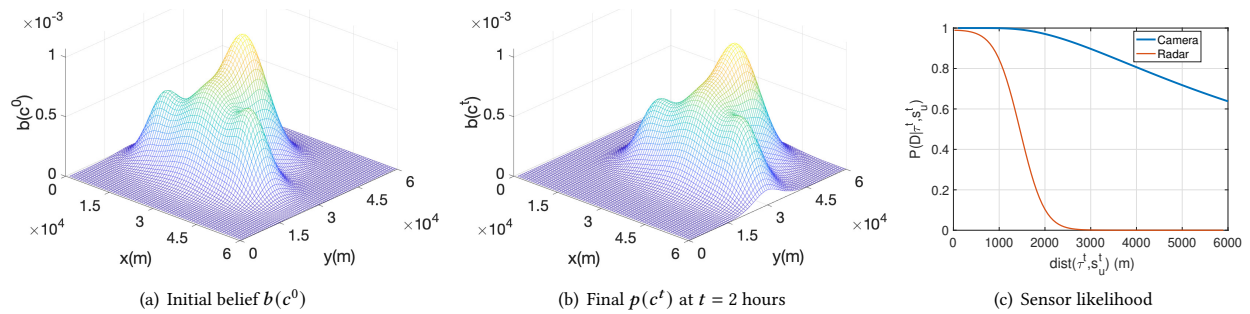 ×10⁻³
1
0.5
0
b(c⁰)
0
1.5
3
4.5
6
×10⁴
x(m)
0
1.5
3
4.5
6
×10⁴
y(m)
(a) Initial belief b(c⁰)
×10⁻³
1
0.5
0
b(cᵗ)
0
1.5
3
4.5
6
×10⁴
x(m)
0
1.5
3
4.5
6
×10⁴
y(m)
(b) Final p(cᵗ) at t = 2 hours
1
0.8
0.6
0.4
0.2
0
P(D|τᵗ,sᵤᵗ)
Camera
Radar
0 1000 2000 3000 4000 5000 6000
dist(τᵗ,sᵤᵗ) (m)
(c) Sensor likelihood